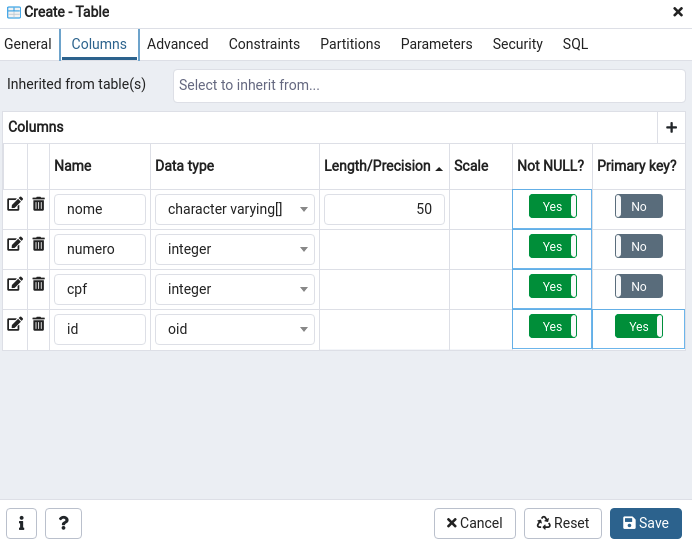 Create - Table
General Columns Advanced Constraints Partitions Parameters Security SQL
Inherited from table(s) Select to inherit from...
Columns
Name Data type Length/Precision Scale Not NULL? Primary key?
nome character varying[] 50 Yes No
numero integer Yes No
cpf integer Yes No
id oid Yes Yes
i ? Cancel Reset Save